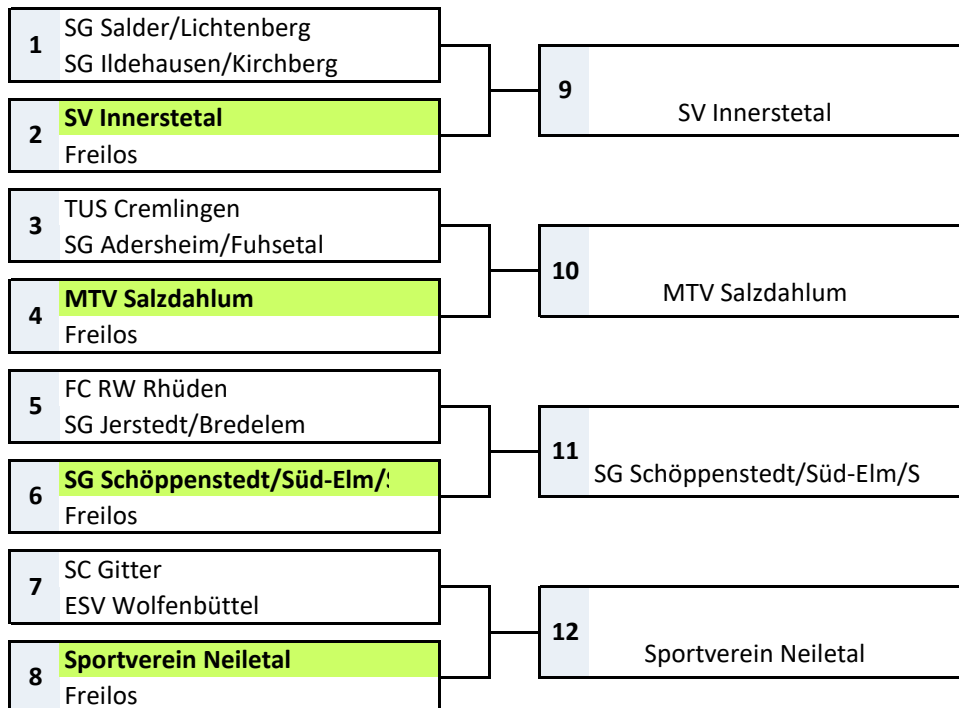 1
SG Salder/Lichtenberg
SG Ildehausen/Kirchberg
2
SV Innerstetal
Freilos
3
TUS Cremlingen
SG Adersheim/Fuhsetal
4
MTV Salzdahlum
Freilos
5
FC RW Rhüden
SG Jerstedt/Bredelem
6
SG Schöppenstedt/Süd-Elm/
Freilos
7
SC Gitter
ESV Wolfenbüttel
8
Sportverein Neiletal
Freilos
9
SV Innerstetal
10
MTV Salzdahlum
11
SG Schöppenstedt/Süd-Elm/S
12
Sportverein Neiletal